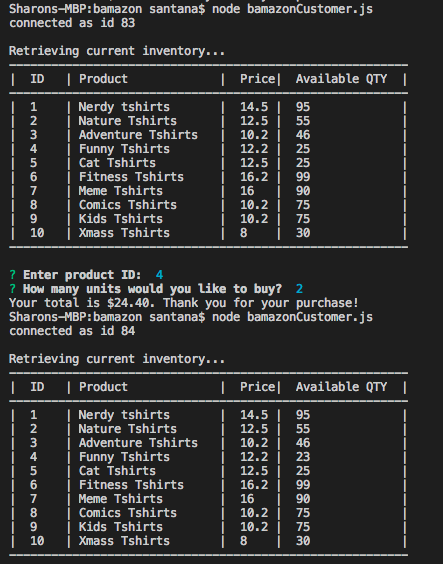 Sharons-MBP:bamazon santana$ node bamazonCustomer.js
connected as id 83
Retrieving current inventory...
| ID | Product | Price| Available QTY |
| 1 | Nerdy tshirts | 14.5 | 95 |
| 2 | Nature Tshirts | 12.5 | 55 |
| 3 | Adventure Tshirts | 10.2 | 46 |
| 4 | Funny Tshirts | 12.2 | 25 |
| 5 | Cat Tshirts | 12.5 | 25 |
| 6 | Fitness Tshirts | 16.2 | 99 |
| 7 | Meme Tshirts | 16 | 90 |
| 8 | Comics Tshirts | 10.2 | 75 |
| 9 | Kids Tshirts | 10.2 | 75 |
| 10 | Xmass Tshirts | 8 | 30 |
? Enter product ID: 4
? How many units would you like to buy? 2
Your total is $24.40. Thank you for your purchase!
Sharons-MBP:bamazon santana$ node bamazonCustomer.js
connected as id 84
Retrieving current inventory...
| ID | Product | Price| Available QTY |
| 1 | Nerdy tshirts | 14.5 | 95 |
| 2 | Nature Tshirts | 12.5 | 55 |
| 3 | Adventure Tshirts | 10.2 | 46 |
| 4 | Funny Tshirts | 12.2 | 23 |
| 5 | Cat Tshirts | 12.5 | 25 |
| 6 | Fitness Tshirts | 16.2 | 99 |
| 7 | Meme Tshirts | 16 | 90 |
| 8 | Comics Tshirts | 10.2 | 75 |
| 9 | Kids Tshirts | 10.2 | 75 |
| 10 | Xmass Tshirts | 8 | 30 |